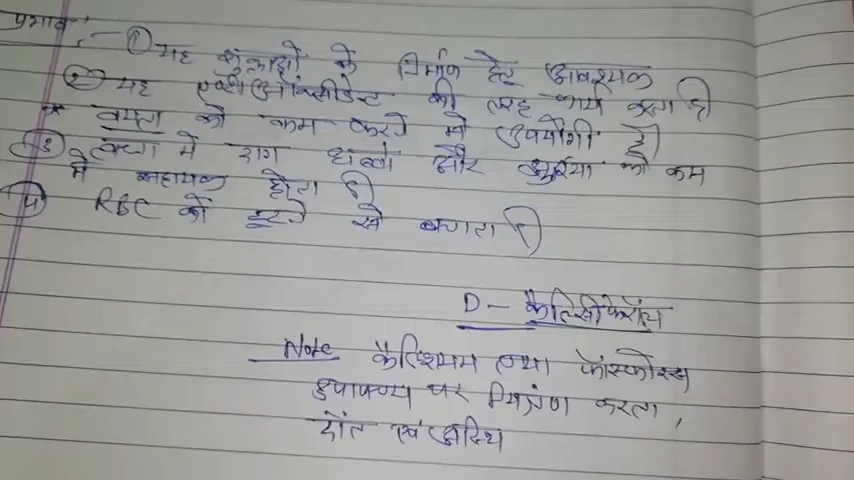 प्रभाव :-
① यह शुक्राणुओं के निर्माण हेतु आवश्यक
② यह एन्टीऑक्सीडेन्ट की तरह कार्य करता है
को कम करने में उपयोगी है।
③ त्वचा में दाग धब्बो और झुर्रियो को कम
में सहायक होता है
④ RBC को टूटने से बचाता है
D - कैल्सिफेरॉल
Note कैल्शियम तथा फॉस्फोरस
उपापचय पर नियंत्रण करता,
दाँत एवं अस्थि